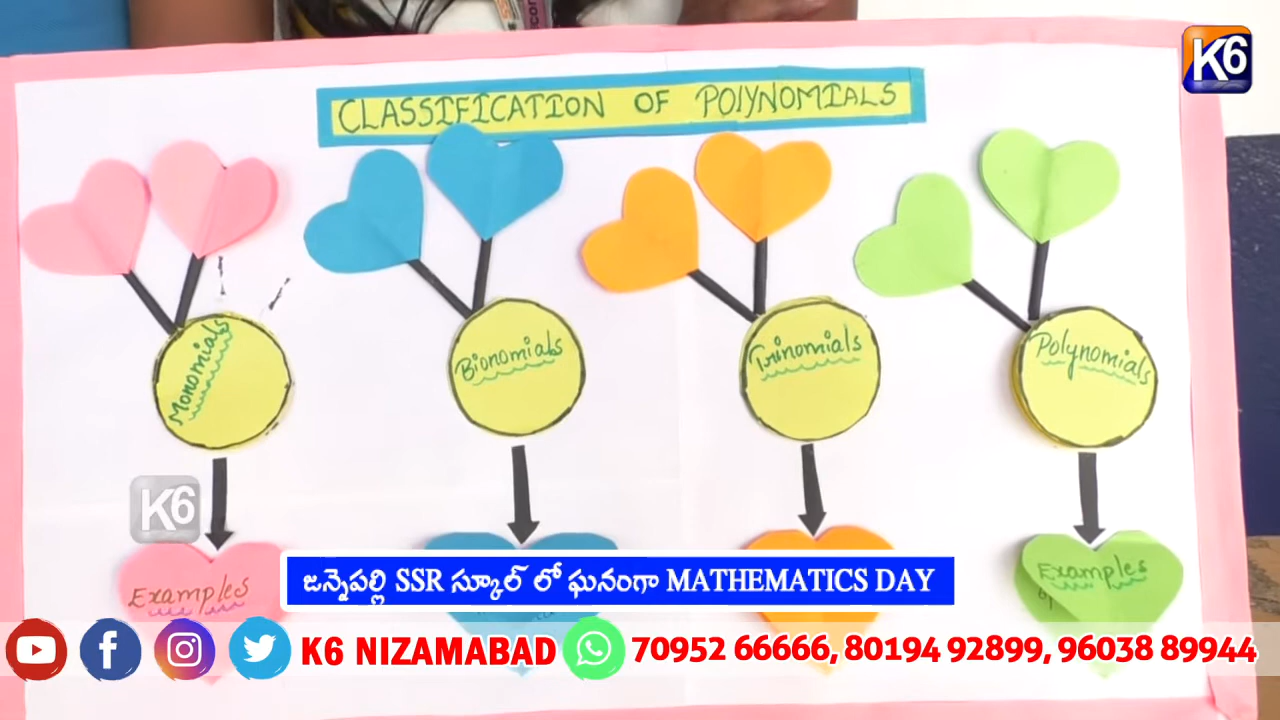 K6
CLASSIFICATION OF POLYNOMIALS
Monomials
Bionomials
Trinomials
Polynomials
K6
Examples
Examples
జన్నెపల్లి SSR స్కూల్ లో ఘనంగా MATHEMATICS DAY
K6 NIZAMABAD 70952 66666, 80194 92899, 96038 89944